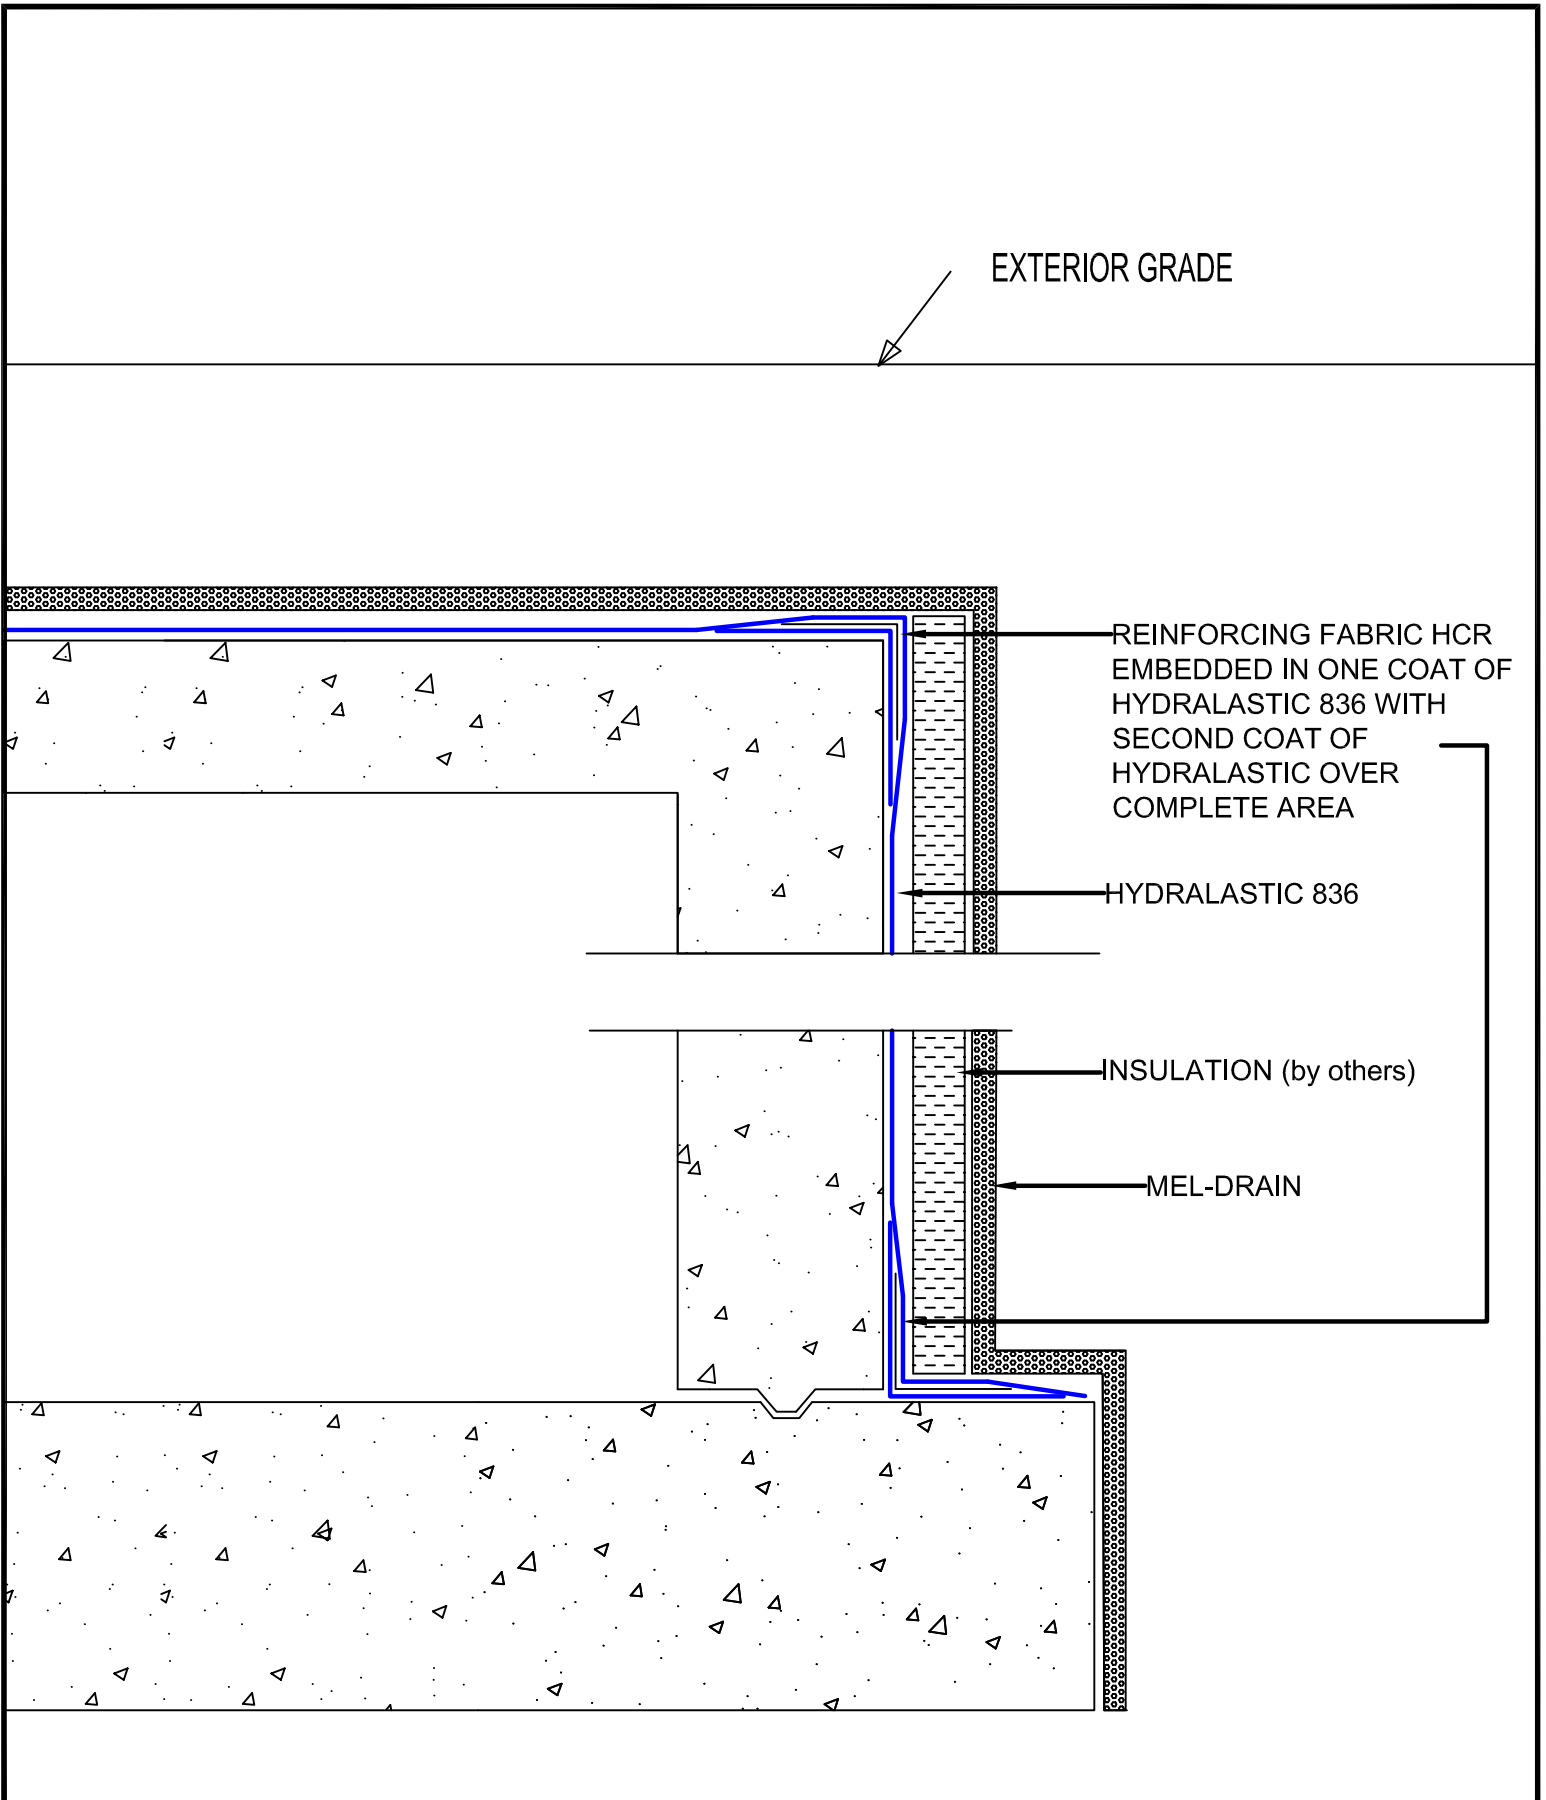 EXTERIOR GRADE
REINFORCING FABRIC HCR
EMBEDDED IN ONE COAT OF
HYDRALASTIC 836 WITH
SECOND COAT OF
HYDRALASTIC OVER
COMPLETE AREA
HYDRALASTIC 836
INSULATION (by others)
MEL-DRAIN